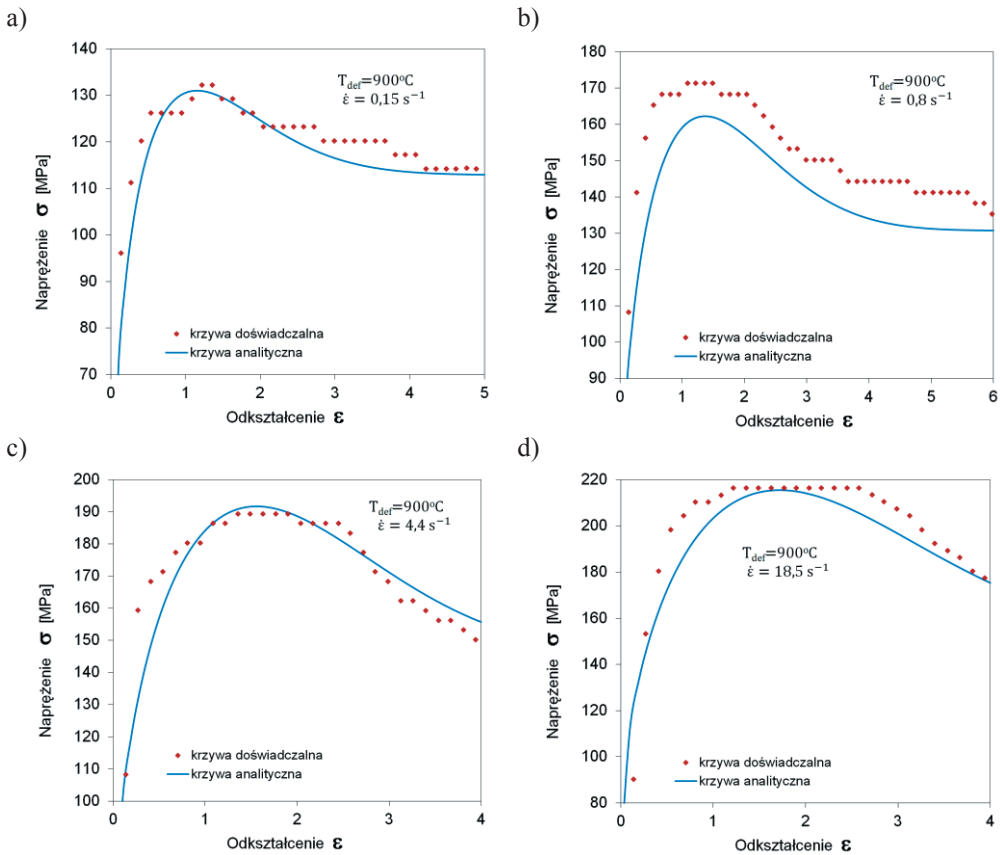 a)
140
130
120
110
100
90
80
70
0 1 2 3 4 5
Naprężenie σ [MPa]
Odkształcenie ε
T_def=900°C
ε̇ = 0,15 s⁻¹
krzywa doświadczalna
krzywa analityczna
b)
180
170
160
150
140
130
120
110
100
90
0 1 2 3 4 5 6
Naprężenie σ [MPa]
Odkształcenie ε
T_def=900°C
ε̇ = 0,8 s⁻¹
krzywa doświadczalna
krzywa analityczna
c)
200
190
180
170
160
150
140
130
120
110
100
0 1 2 3 4
Naprężenie σ [MPa]
Odkształcenie ε
T_def=900°C
ε̇ = 4,4 s⁻¹
krzywa doświadczalna
krzywa analityczna
d)
220
200
180
160
140
120
100
80
0 1 2 3 4
Naprężenie σ [MPa]
Odkształcenie ε
T_def=900°C
ε̇ = 18,5 s⁻¹
krzywa doświadczalna
krzywa analityczna